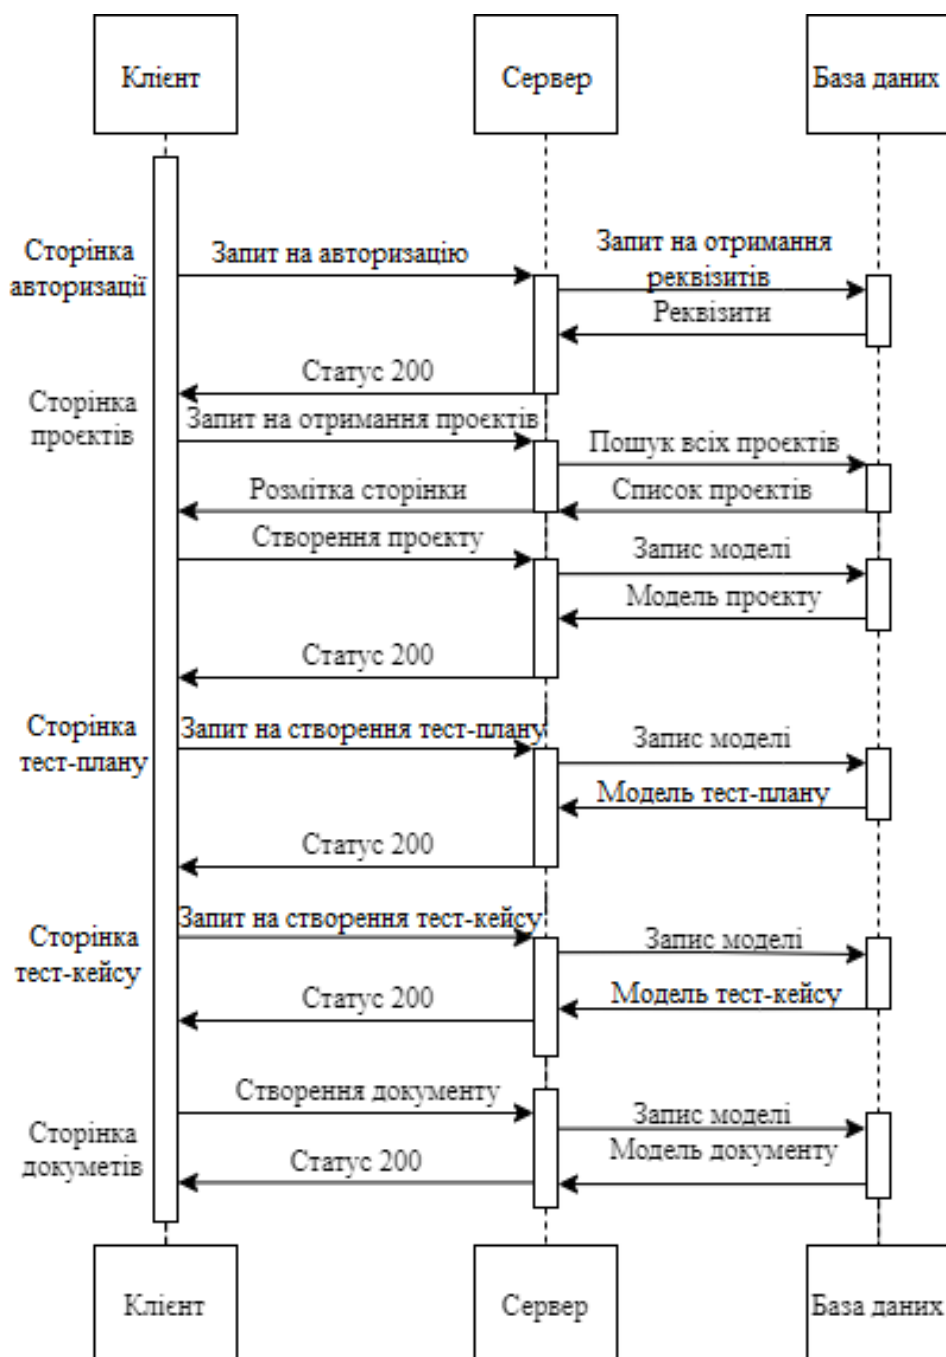 Клієнт
Сервер
База даних
Сторінка
авторизації
Запит на авторизацію
Запит на отримання
реквізитів
Реквізити
Статус 200
Сторінка
проєктів
Запит на отримання проєктів
Пошук всіх проєктів
Розмітка сторінки
Список проєктів
Створення проєкту
Запис моделі
Модель проєкту
Статус 200
Сторінка
тест-плану
Запит на створення тест-плану
Запис моделі
Модель тест-плану
Статус 200
Сторінка
тест-кейсу
Запит на створення тест-кейсу
Запис моделі
Модель тест-кейсу
Статус 200
Створення документу
Запис моделі
Сторінка
докуметів
Модель документу
Статус 200
Клієнт
Сервер
База даних